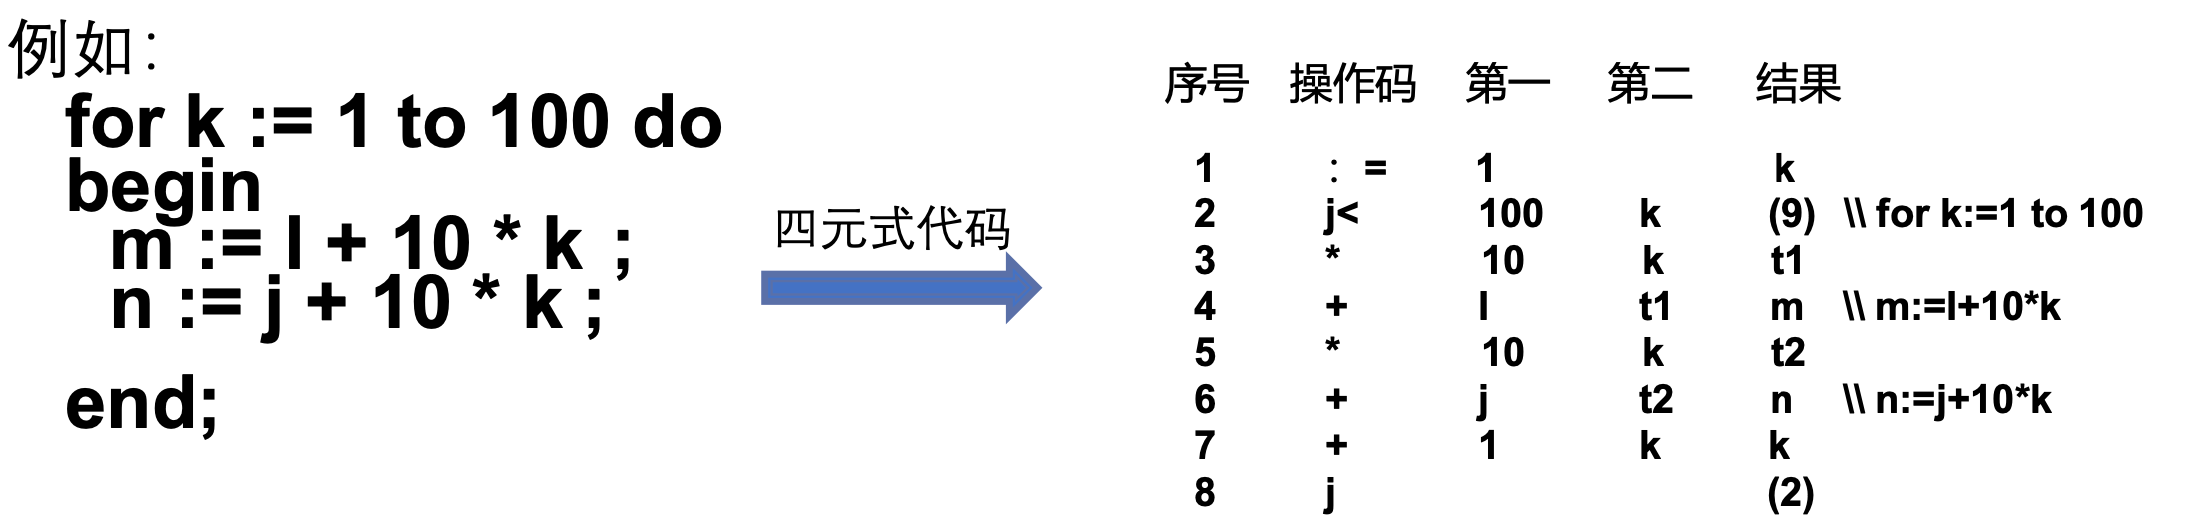 例如：
for k := 1 to 100 do
begin
m := l + 10 * k ;
n := j + 10 * k ;
end;
四元式代码
序号 操作码 第一 第二 结果
1 : = 1 k
2 j< 100 k (9) \\ for k:=1 to 100
3 * 10 k t1
4 + l t1 m \\ m:=l+10*k
5 * 10 k t2
6 + j t2 n \\ n:=j+10*k
7 + 1 k k
8 j (2)